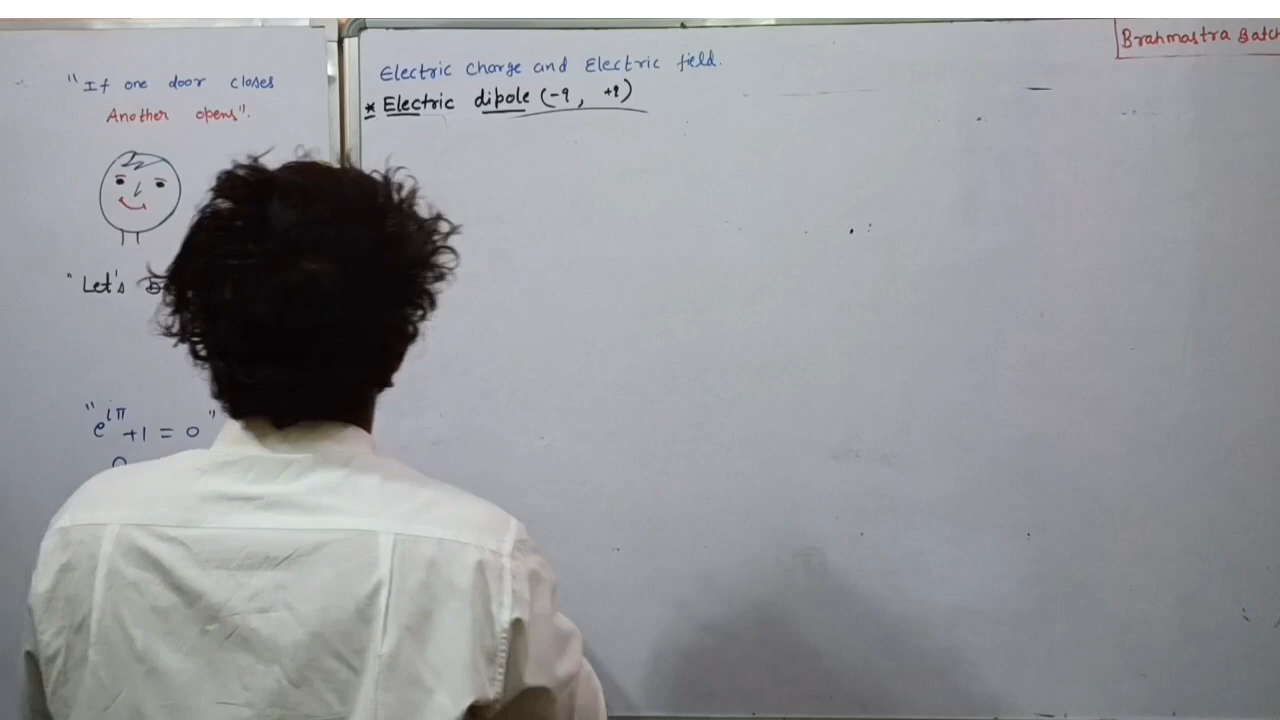 "If one door closes
Another opens".
"Let's
"e^{iπ} +1 = 0"
Electric charge and Electric field.
* Electric dipole (-q, +q)
Brahmastra Batch